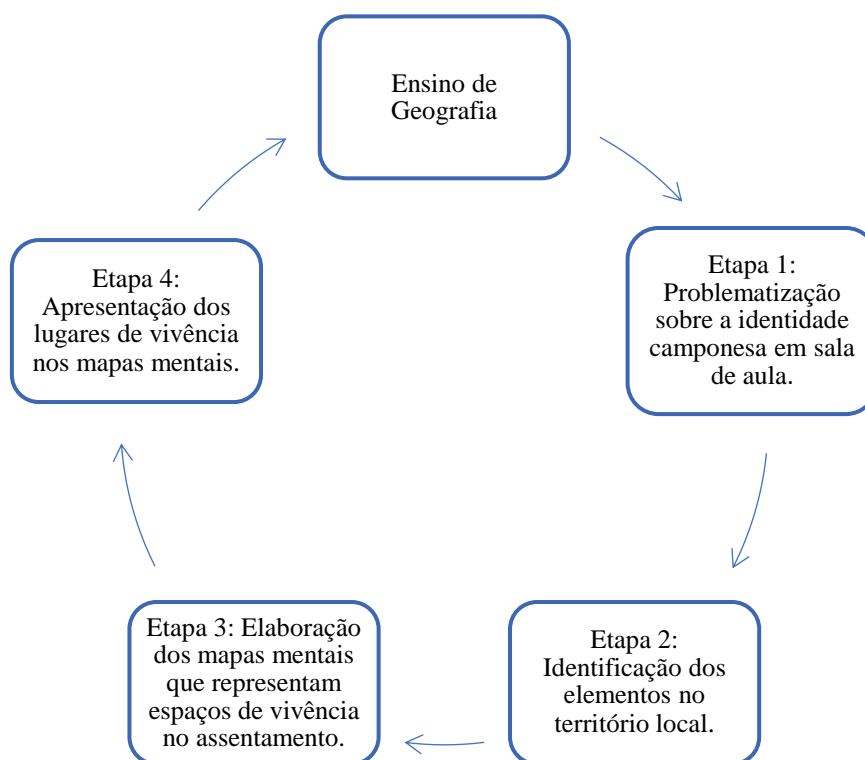 Ensino de
Geografia
Etapa 1:
Problematização
sobre a identidade
camponesa em sala
de aula.
Etapa 2:
Identificação dos
elementos no
território local.
Etapa 3: Elaboração
dos mapas mentais
que representam
espaços de vivência
no assentamento.
Etapa 4:
Apresentação dos
lugares de vivência
nos mapas mentais.